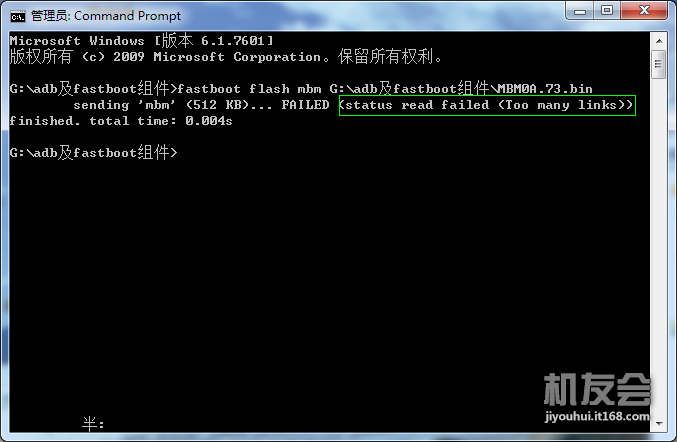 管理员: Command Prompt
Microsoft Windows [版本 6.1.7601]
版权所有 (c) 2009 Microsoft Corporation。保留所有权利。
G:\adb及fastboot组件>fastboot flash mbm G:\adb及fastboot组件\MBM0A.73.bin
sending 'mbm' (512 KB)... FAILED (status read failed (Too many links))
finished. total time: 0.004s
G:\adb及fastboot组件>
机友会
jiyouhui.it168.com
半: